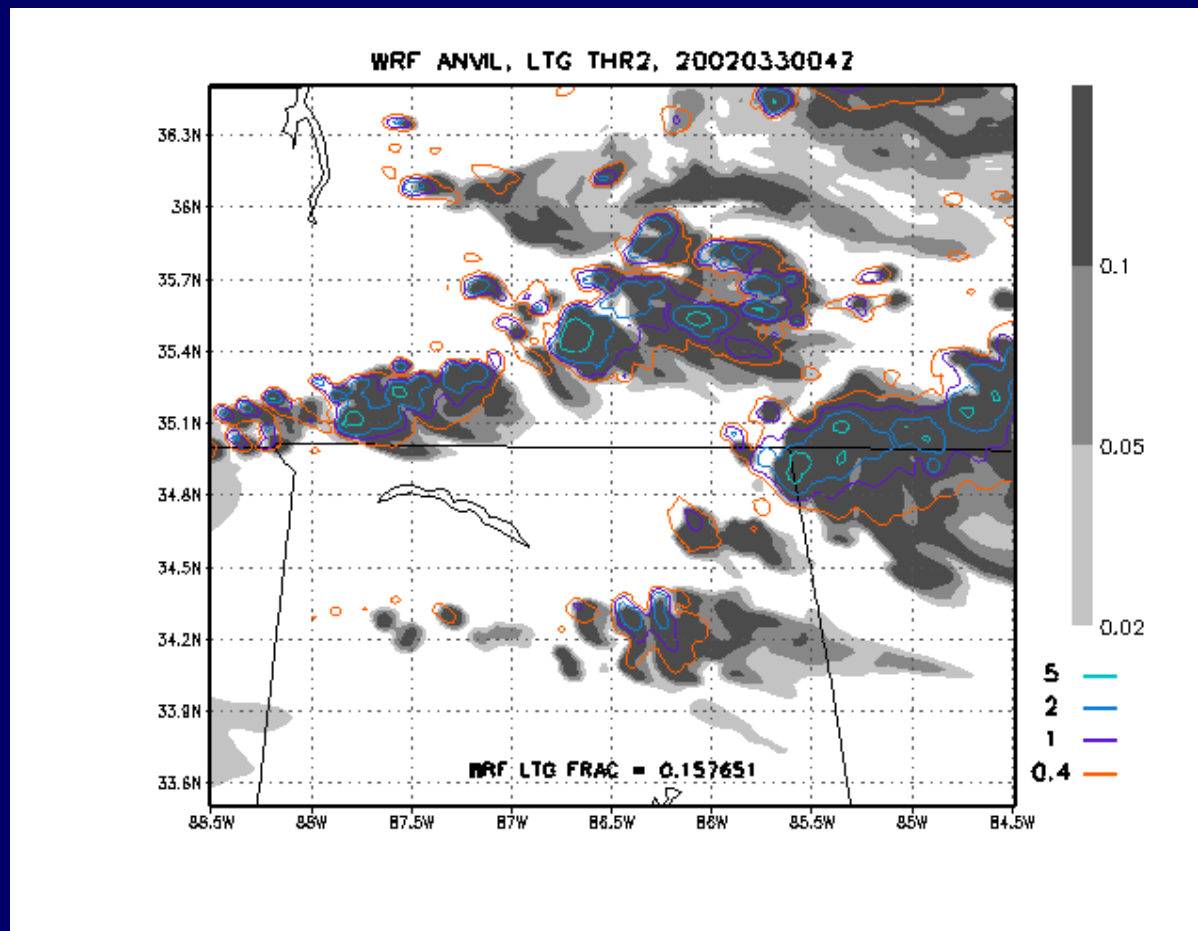 WRF ANVIL, LTG THR2, 2002033004Z
36.3N
36N
35.7N
35.4N
35.1N
34.8N
34.5N
34.2N
33.9N
33.6N
0.1
0.05
0.02
5
2
1
0.4
WRF LTG FRAC = 0.157651
88.5W 88W 87.5W 87W 86.5W 86W 85.5W 85W 84.5W